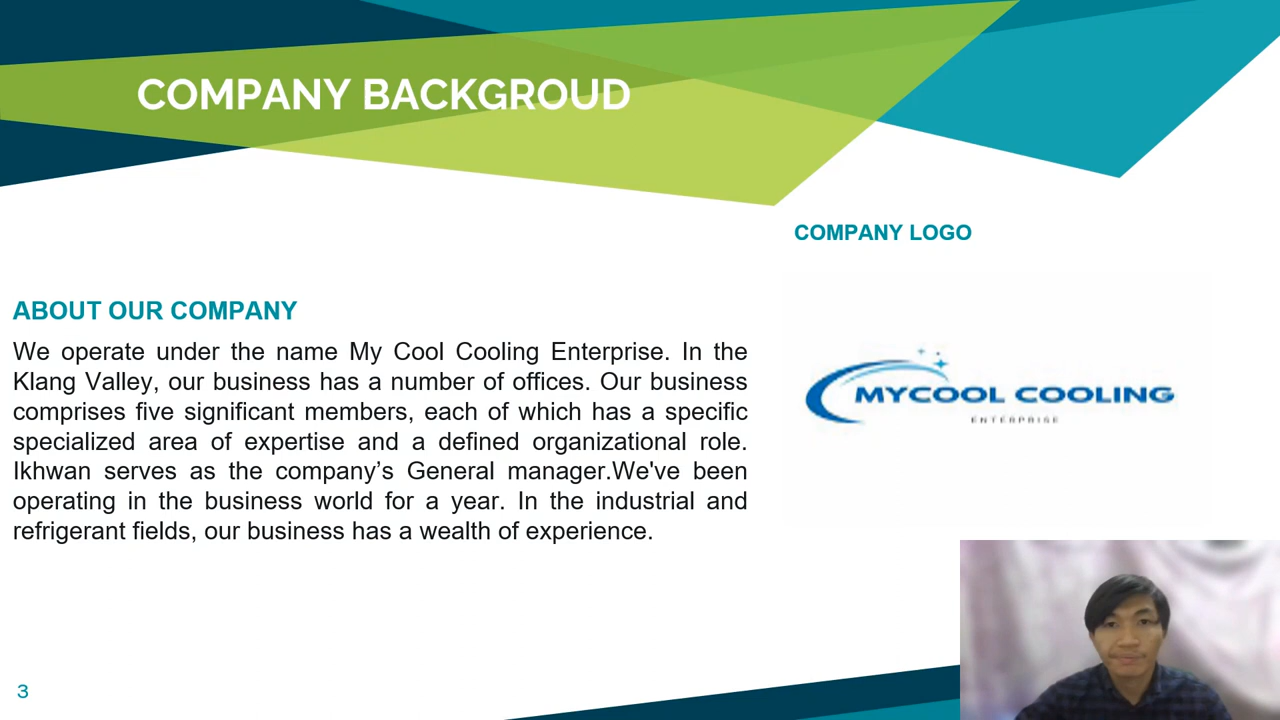 COMPANY BACKGROUD
COMPANY LOGO
ABOUT OUR COMPANY
We operate under the name My Cool Cooling Enterprise. In the
Klang Valley, our business has a number of offices. Our business
comprises five significant members, each of which has a specific
specialized area of expertise and a defined organizational role.
Ikhwan serves as the company’s General manager.We've been
operating in the business world for a year. In the industrial and
refrigerant fields, our business has a wealth of experience.
MYCOOL COOLING
ENTERPRISE
3